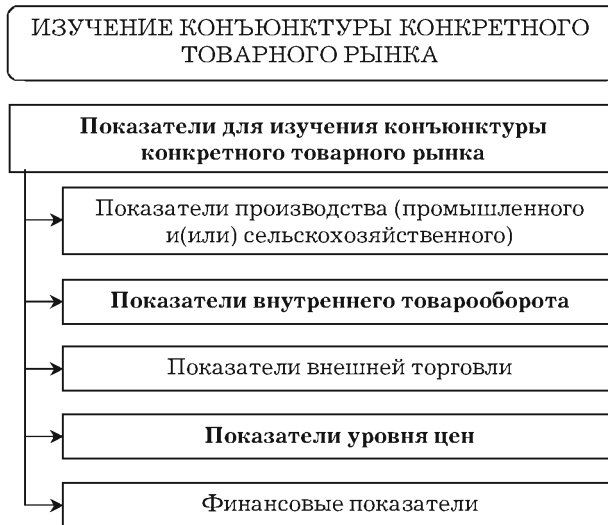 ИЗУЧЕНИЕ КОНЪЮНКТУРЫ КОНКРЕТНОГО
ТОВАРНОГО РЫНКА
Показатели для изучения конъюнктуры
конкретного товарного рынка
Показатели производства (промышленного
и(или) сельскохозяйственного)
Показатели внутреннего товарооборота
Показатели внешней торговли
Показатели уровня цен
Финансовые показатели